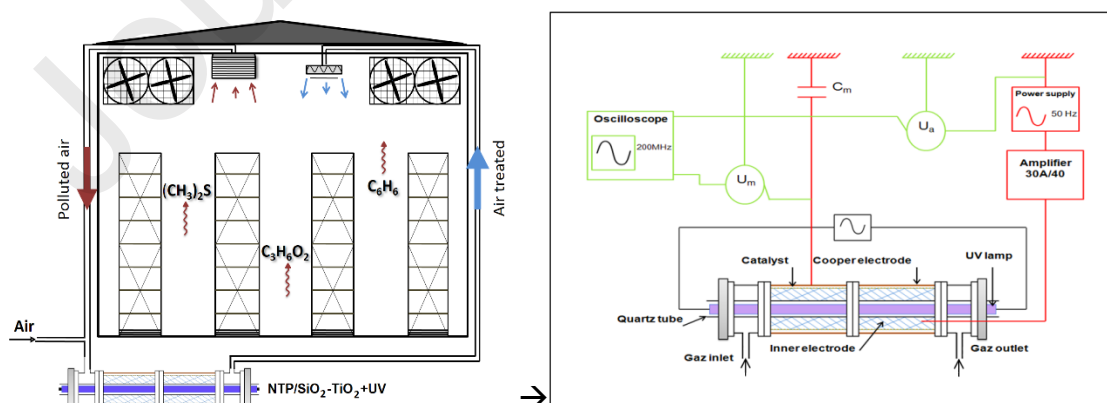 Jou
Polluted air
(CH₃)₂S
C₃H₆O₂
C₆H₆
Air treated
Air
NTP/SiO₂-TiO₂+UV
→
Oscilloscope
200MHz
Uₘ
Cₘ
Uₐ
Power supply
50 Hz
Amplifier
30A/40
Catalyst
Cooper electrode
UV lamp
Quartz tube
Gaz inlet
Inner electrode
Gaz outlet